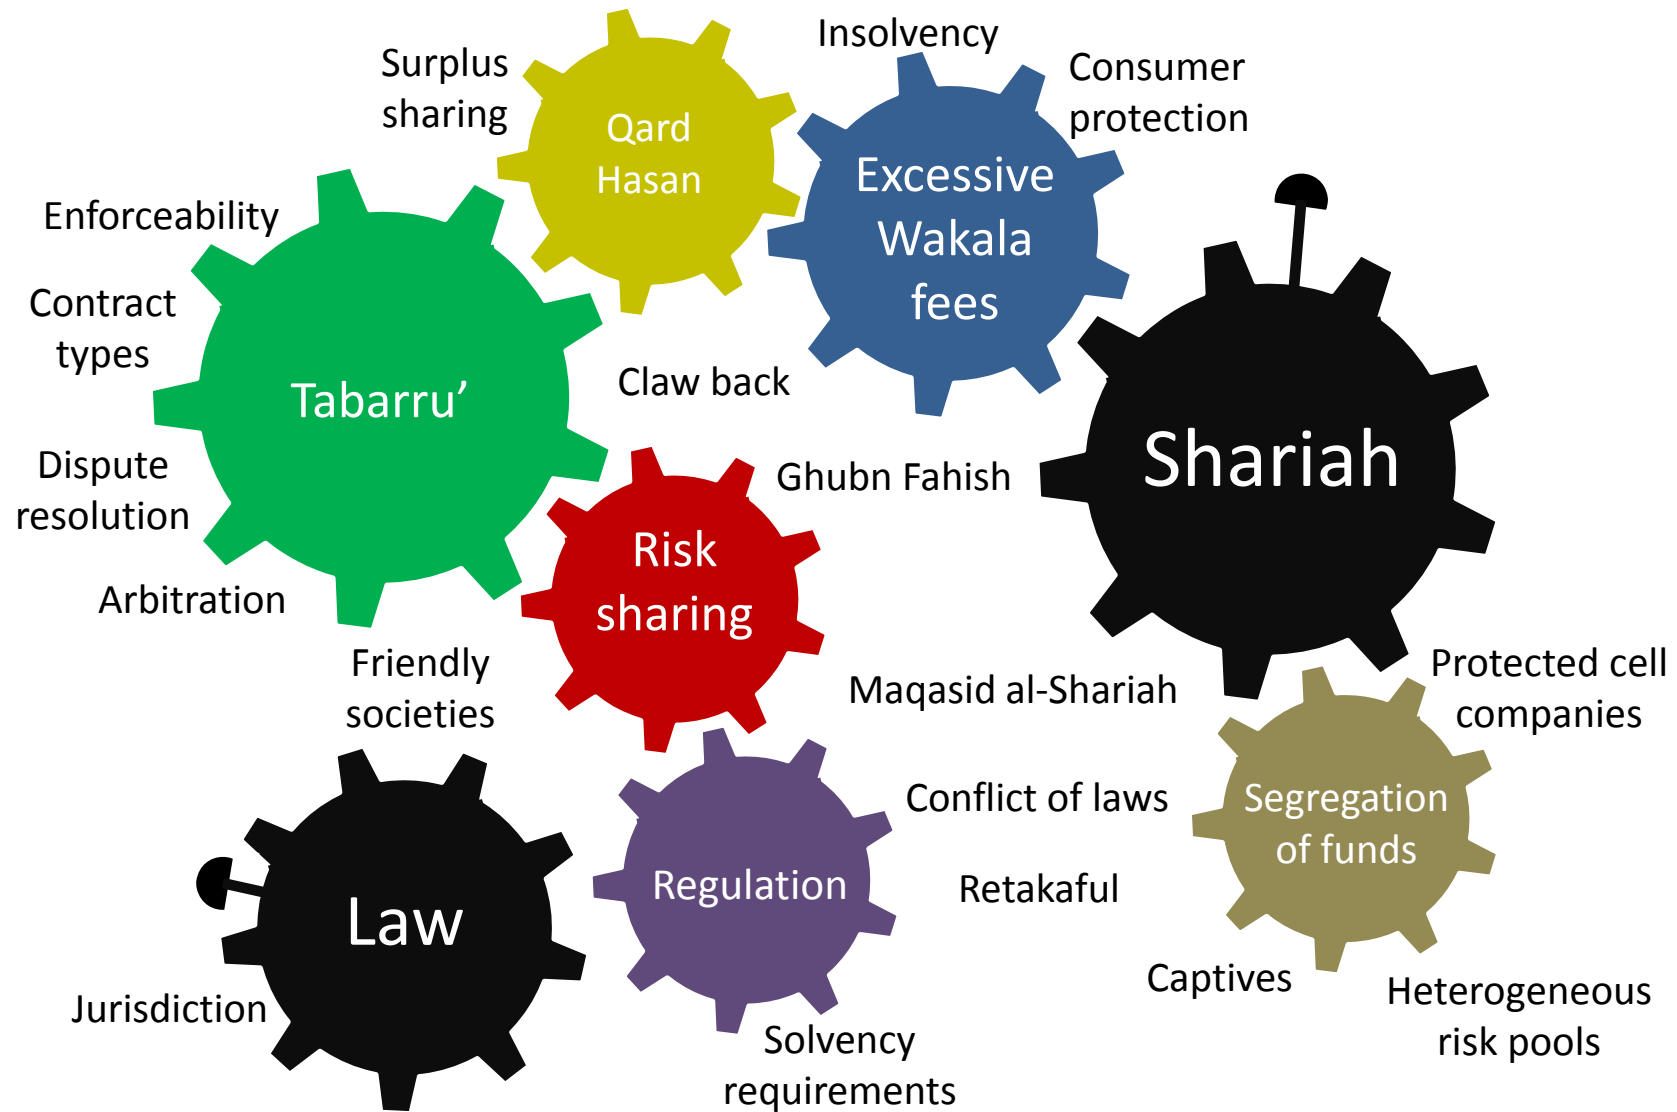 Insolvency
Surplus
sharing
Consumer
protection
Qard
Hasan
Excessive
Wakala
fees
Enforceability
Contract
types
Tabarru’
Claw back
Shariah
Dispute
resolution
Ghubn Fahish
Risk
sharing
Arbitration
Friendly
societies
Maqasid al-Shariah
Protected cell
companies
Conflict of laws
Segregation
of funds
Regulation
Retakaful
Law
Jurisdiction
Captives
Heterogeneous
risk pools
Solvency
requirements